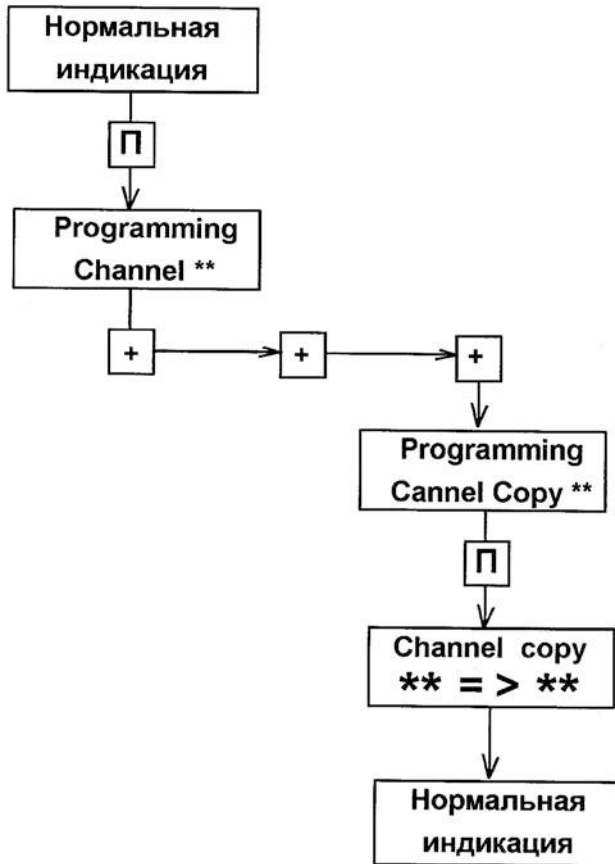 Нормальная
индикация
П
Programming
Channel **
+ + +
Programming
Cannel Copy **
П
Channel copy
** = > **
Нормальная
индикация